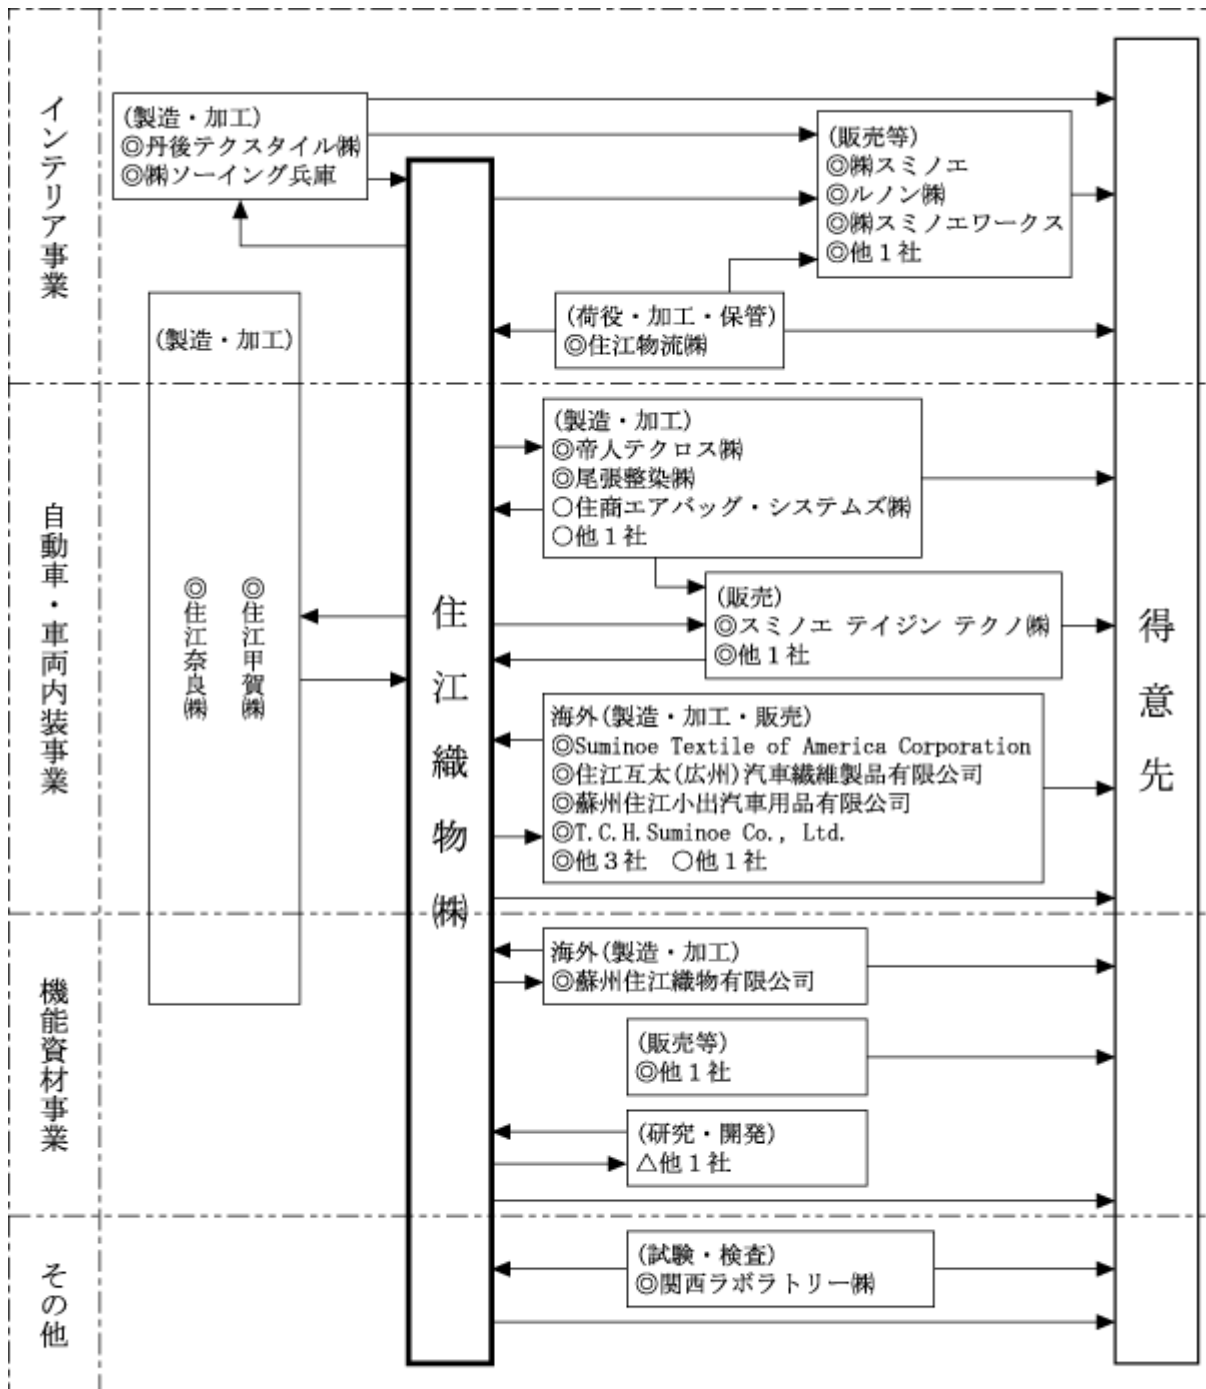 インテリア事業
(製造・加工)
◎丹後テクスタイル㈱
◎㈱ソーイング兵庫
(販売等)
◎㈱スミノエ
◎ルノン㈱
◎㈱スミノエワークス
◎他1社
(荷役・加工・保管)
◎住江物流㈱
(製造・加工)
◎住江甲賀㈱
◎住江奈良㈱
住江織物㈱
得意先
自動車・車両内装事業
(製造・加工)
◎帝人テクロス㈱
◎尾張整染㈱
○住商エアバッグ・システムズ㈱
○他1社
(販売)
◎スミノエ テイジン テクノ㈱
◎他1社
海外(製造・加工・販売)
◎Suminoe Textile of America Corporation
◎住江互太(広州)汽車繊維製品有限公司
◎蘇州住江小出汽車用品有限公司
◎T.C.H.Suminoe Co., Ltd.
◎他3社 ○他1社
機能資材事業
海外(製造・加工)
◎蘇州住江織物有限公司
(販売等)
◎他1社
(研究・開発)
△他1社
その他
(試験・検査)
◎関西ラボラトリー㈱